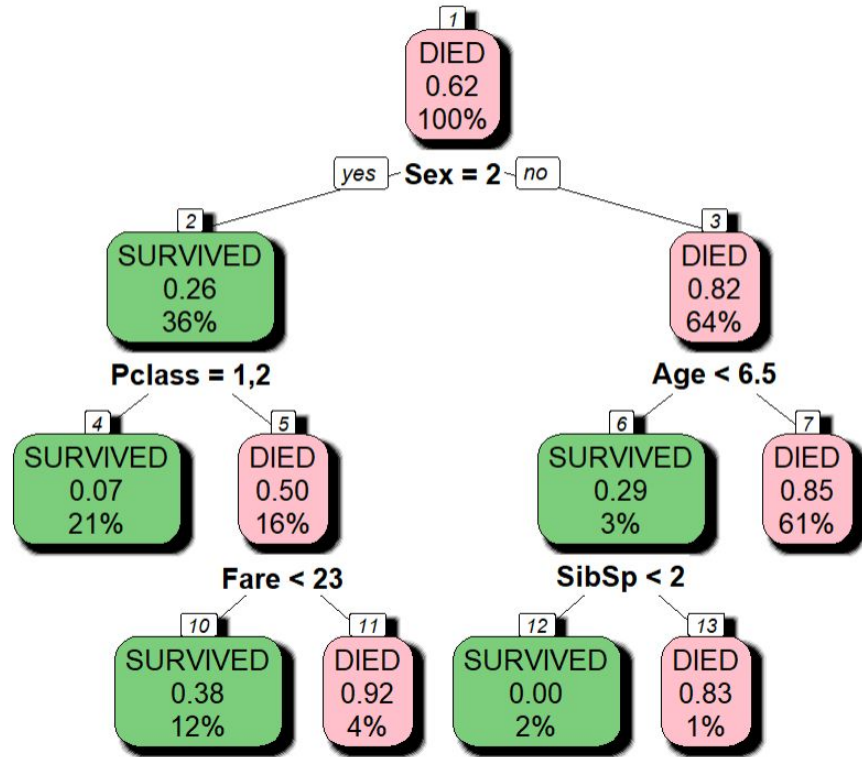 1
DIED
0.62
100%
yes Sex = 2 no
2
SURVIVED
0.26
36%
3
DIED
0.82
64%
Pclass = 1,2
Age < 6.5
4
SURVIVED
0.07
21%
5
DIED
0.50
16%
6
SURVIVED
0.29
3%
7
DIED
0.85
61%
Fare < 23
SibSp < 2
10
SURVIVED
0.38
12%
11
DIED
0.92
4%
12
SURVIVED
0.00
2%
13
DIED
0.83
1%